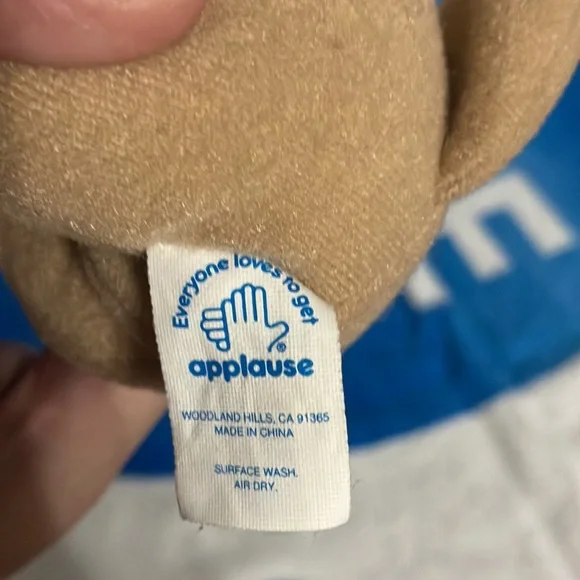 Everyone loves to get
applause
WOODLAND HILLS, CA 91365
MADE IN CHINA
SURFACE WASH.
AIR DRY.